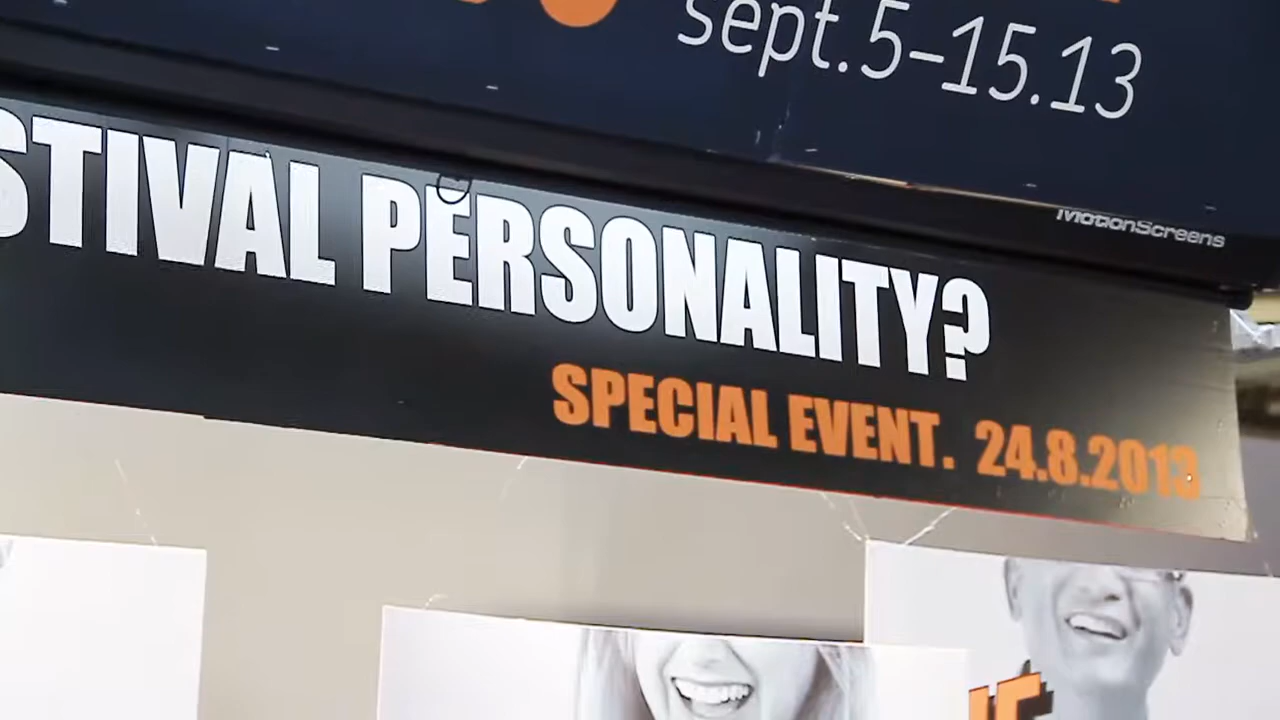 sept.5–15.13
MotionScreens
STIVAL PERSONALITY?
SPECIAL EVENT. 24.8.2013